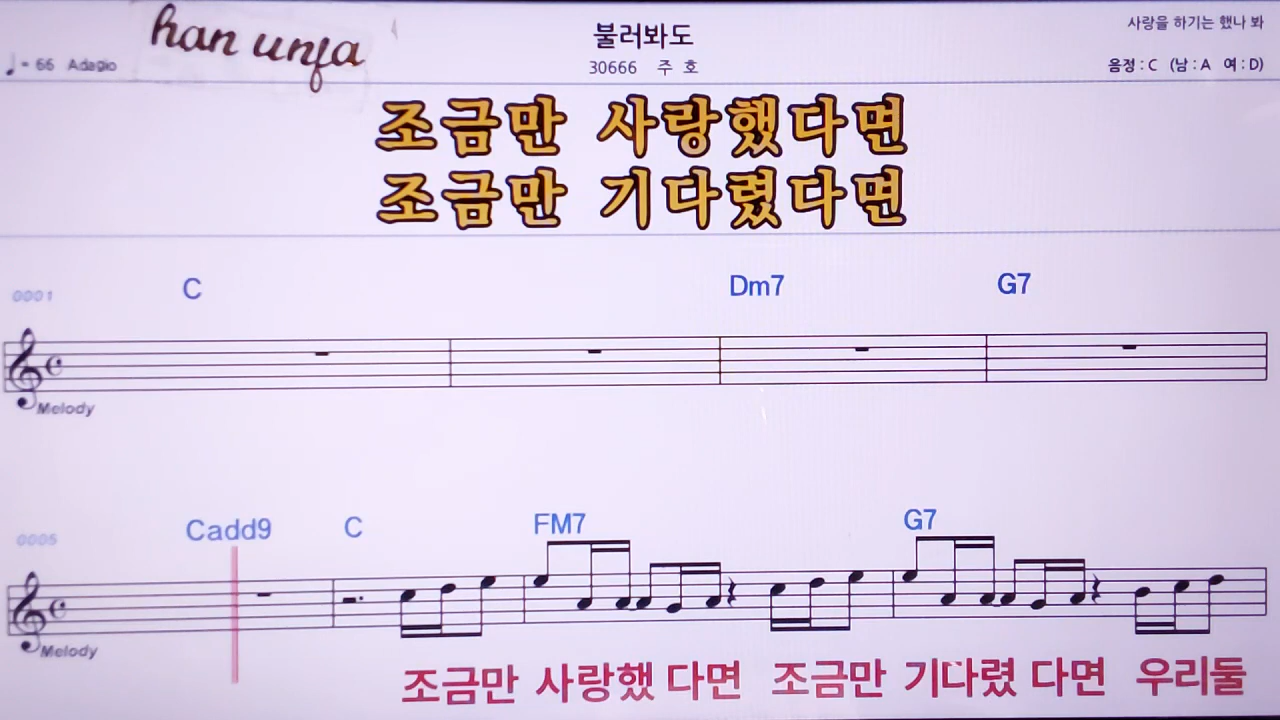 han unfa
불러봐도
사랑을 하기는 했나 봐
♩ = 66 Adagio
30666 주 호
음정 : C (남 : A 여 : D)
조금만 사랑했다면
조금만 기다렸다면
0001 C Dm7 G7
Melody
0005 Cadd9 C FM7 G7
Melody
조금만 사랑했 다면 조금만 기다렸 다면 우리둘